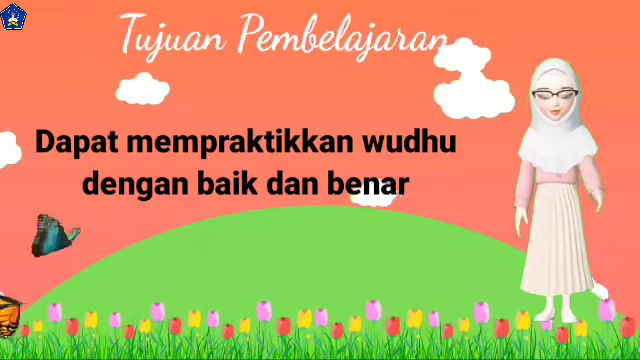 Tujuan Pembelajaran
Dapat mempraktikkan wudhu
dengan baik dan benar